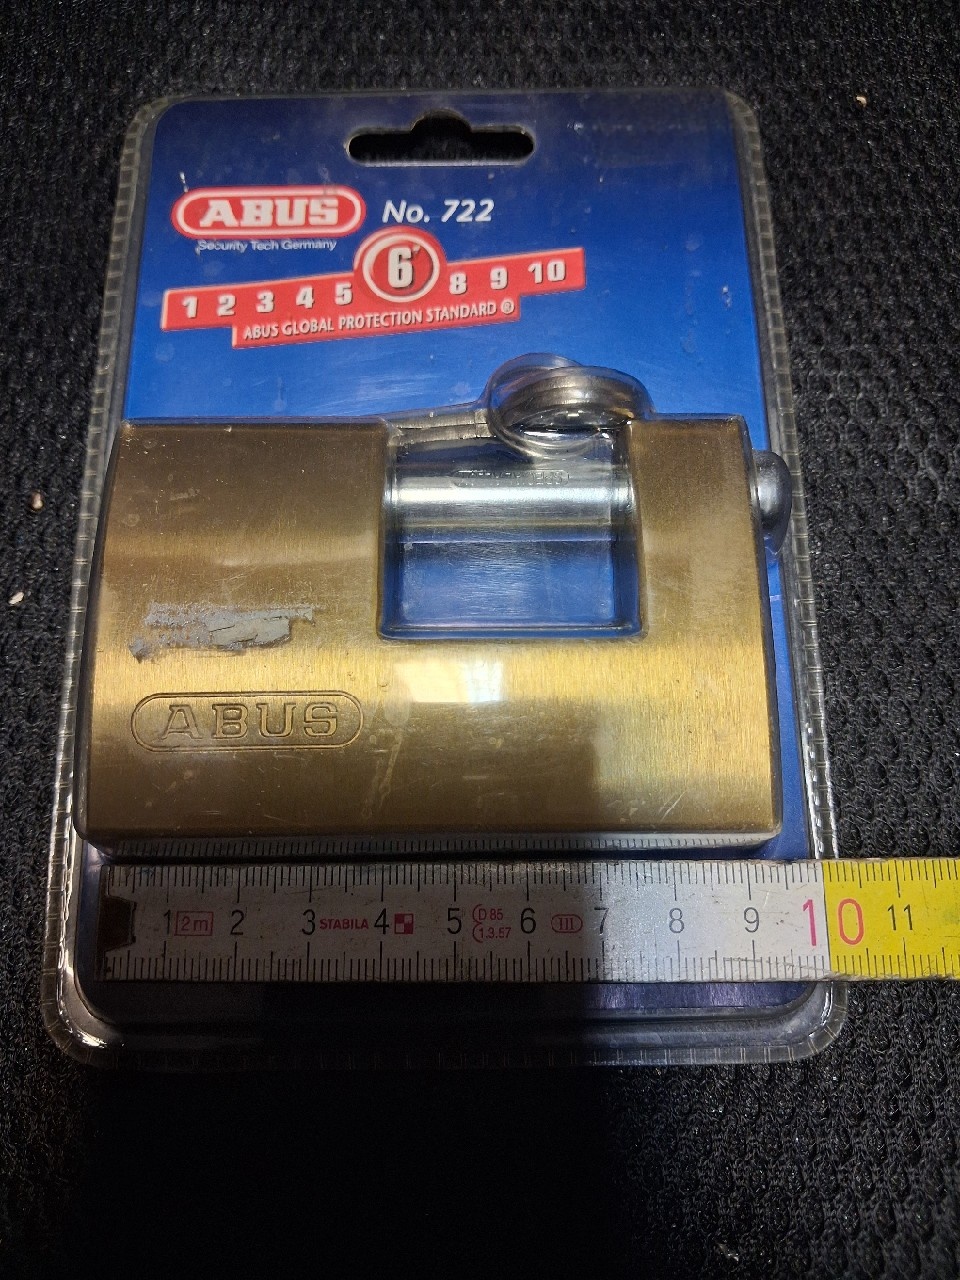 ABUS
No. 722
Security Tech Germany
1 2 3 4 5 6 8 9 10
ABUS GLOBAL PROTECTION STANDARD ®
ABUS
1 2m 2 3 STABILA 4 5 D 85 6 III 7 8 9 10 11
1.3.57